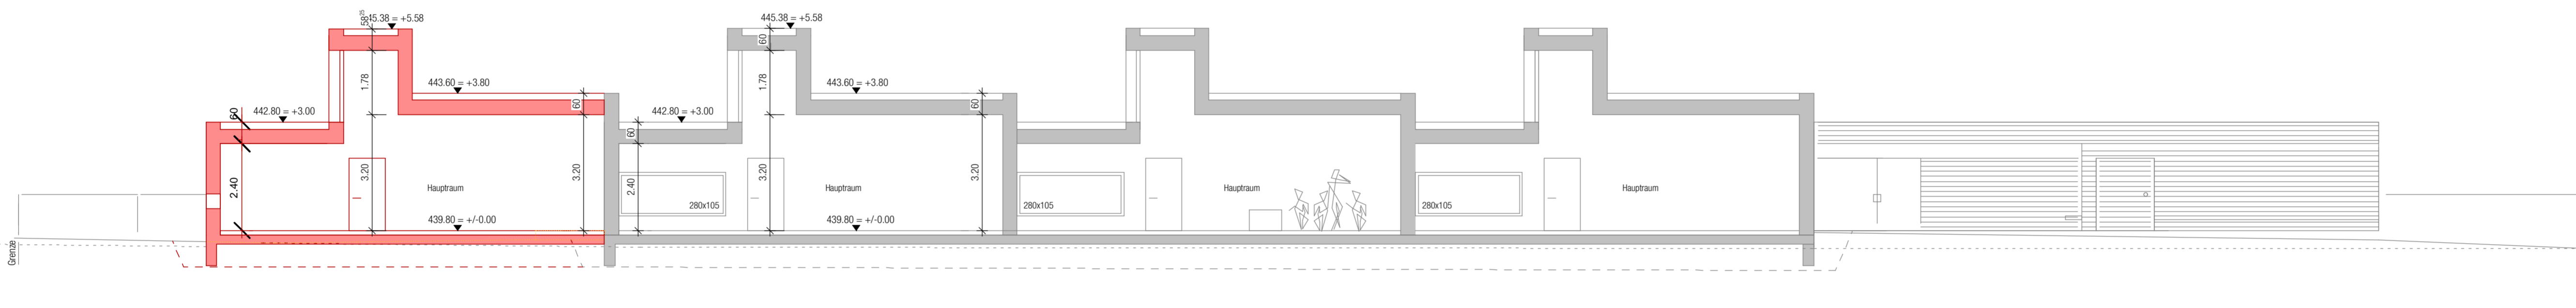 58²⁵
45.38 = +5.58
445.38 = +5.58
60
1.78
443.60 = +3.80
1.78
443.60 = +3.80
60
442.80 = +3.00
60
442.80 = +3.00
60
60
2.40
3.20
3.20
2.40
3.20
3.20
Hauptraum
Hauptraum
Hauptraum
Hauptraum
280x105
280x105
280x105
439.80 = +/-0.00
439.80 = +/-0.00
Grenze